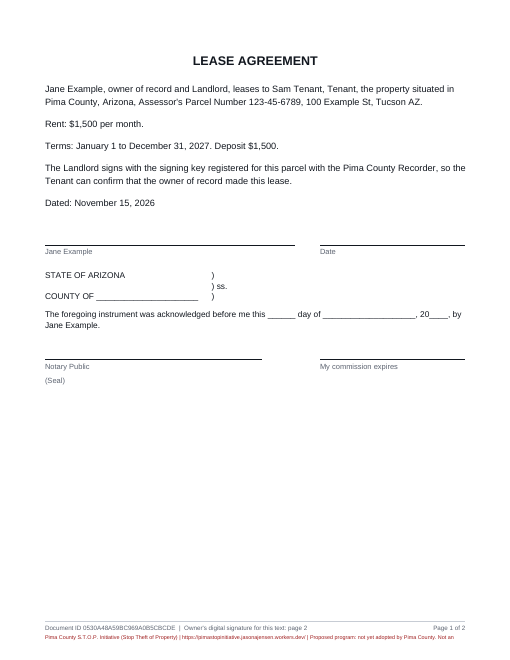 LEASE AGREEMENT
Jane Example, owner of record and Landlord, leases to Sam Tenant, Tenant, the property situated in
Pima County, Arizona, Assessor's Parcel Number 123-45-6789, 100 Example St, Tucson AZ.
Rent: $1,500 per month.
Terms: January 1 to December 31, 2027. Deposit $1,500.
The Landlord signs with the signing key registered for this parcel with the Pima County Recorder, so the
Tenant can confirm that the owner of record made this lease.
Dated: November 15, 2026
Jane Example Date
STATE OF ARIZONA )
) ss.
COUNTY OF ______________________ )
The foregoing instrument was acknowledged before me this ______ day of ____________________, 20____, by
Jane Example.
Notary Public My commission expires
(Seal)
Document ID 0530A48A59BC969A0B5CBCDE | Owner's digital signature for this text: page 2 Page 1 of 2
Pima County S.T.O.P. Initiative (Stop Theft of Property) | https://pimastopinitiative.jasonajensen.workers.dev/ | Proposed program: not yet adopted by Pima County. Not an